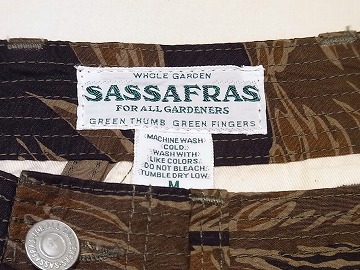 WHOLE GARDEN
SASSAFRAS
FOR ALL GARDENERS
GREEN THUMB GREEN FINGERS
MACHINE WASH
COLD.
WASH WITH
LIKE COLORS.
DO NOT BLEACH.
TUMBLE DRY LOW.
M